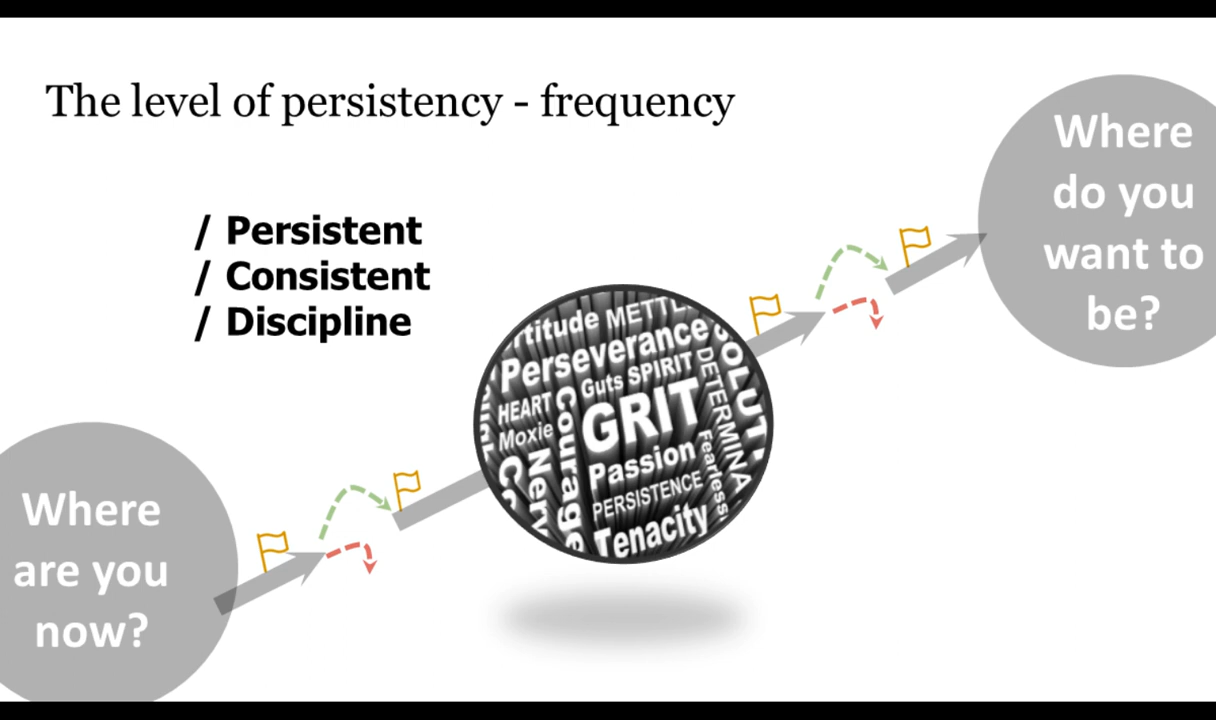 The level of persistency - frequency
/ Persistent
/ Consistent
/ Discipline
Where
do you
want to
be?
Where
are you
now?
Perseverance
Guts SPIRIT
HEART
GRIT
Moxie
Courage
Passion
PERSISTENCE
Tenacity